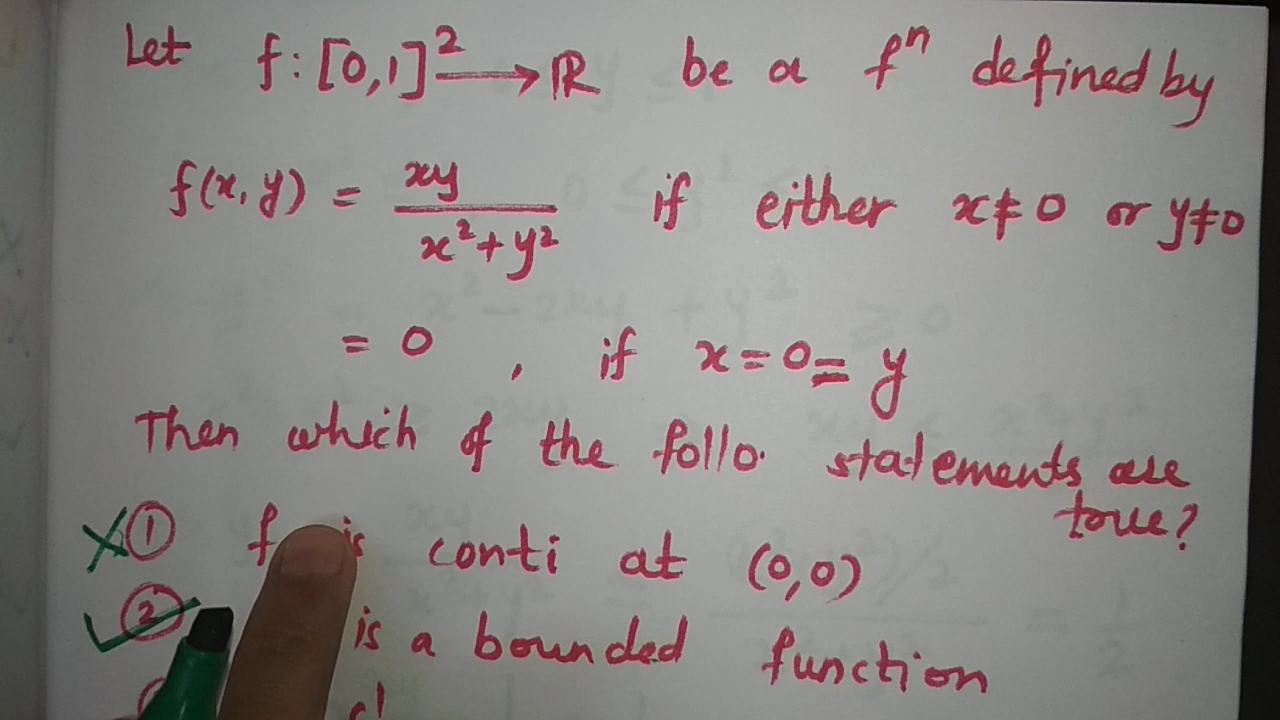 Let f: [0,1]² → ℝ be a fⁿ defined by
f(x, y) = xy / x² + y² if either x ≠ 0 or y ≠ 0
= 0 , if x = 0 = y
Then which of the follo. statements are true?
① f is conti at (0,0)
② is a bounded function